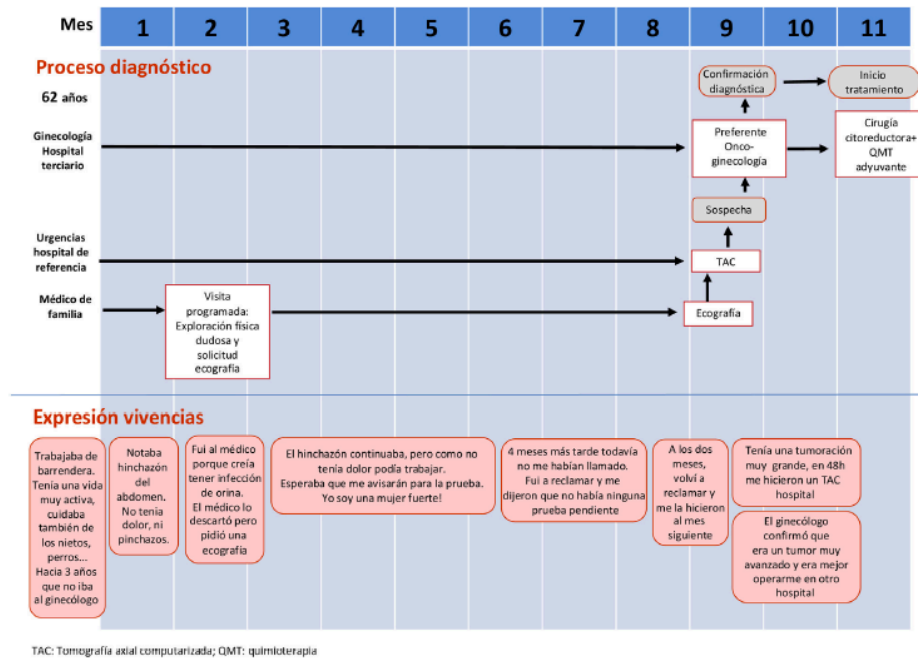 Mes 1 2 3 4 5 6 7 8 9 10 11
Proceso diagnóstico
62 años
Confirmación
diagnóstica
Inicio
tratamiento
Ginecología
Hospital
terciario
Preferente
Onco-
ginecología
Cirugía
citoreductora+
QMT
adyuvante
Sospecha
Urgencias
hospital de
referencia
TAC
Médico de
familia
Visita
programada:
Exploración física
dudosa y
solicitud
ecografía
Ecografía
Expresión vivencias
Trabajaba de
barrendera.
Tenía una vida
muy activa,
cuidaba
también de
los nietos,
perros...
Hacia 3 años
que no iba
al ginecólogo
Notaba
hinchazón
del
abdomen.
No tenia
dolor, ni
pinchazos.
Fui al médico
porque creía
tener infección
de orina.
El médico lo
descartó pero
pidió una
ecografía
El hinchazón continuaba, pero como no
tenía dolor podía trabajar.
Esperaba que me avisarán para la prueba.
Yo soy una mujer fuerte!
4 meses más tarde todavía
no me habían llamado.
Fui a reclamar y me
dijeron que no había ninguna
prueba pendiente
A los dos
meses,
volví a
reclamar y
me la hicieron
al mes
siguiente
Tenía una tumoración
muy grande, en 48h
me hicieron un TAC
hospital
El ginecólogo
confirmó que
era un tumor muy
avanzado y era mejor
operarme en otro
hospital
TAC: Tomografía axial computarizada; QMT: quimioterapia